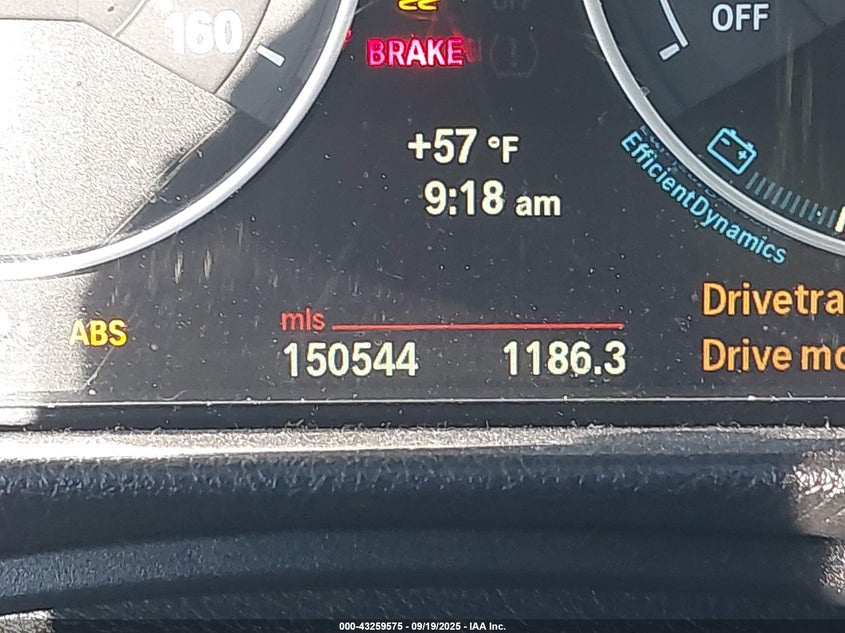 160
OFF
OFF
BRAKE
+57 °F
9:18 am
EfficientDynamics
ABS
mls
150544 1186.3
Drivetra
Drive mo
000-43259575 - 09/19/2025 - IAA Inc.